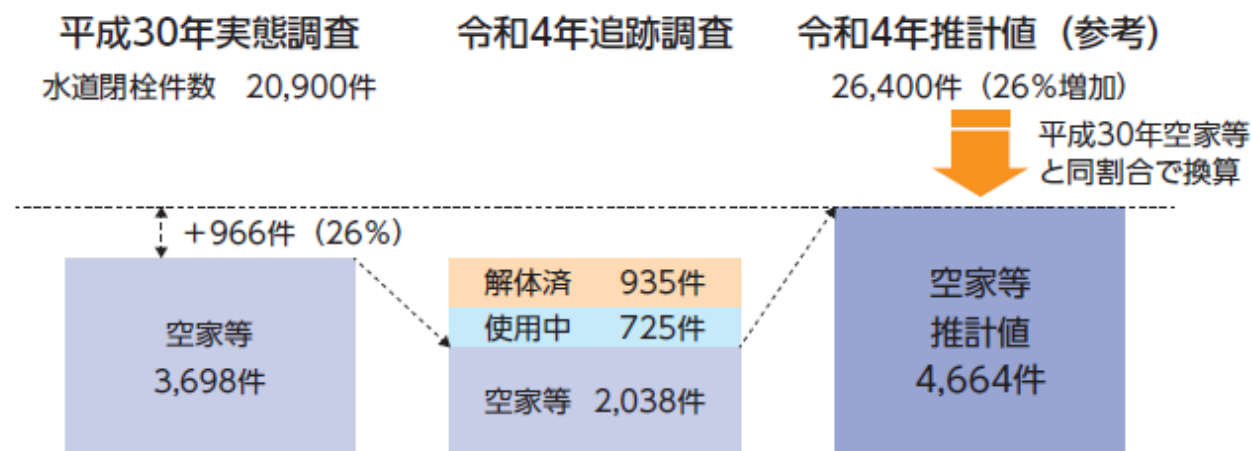 平成30年実態調査
水道閉栓件数 20,900件
令和4年追跡調査
令和4年推計値（参考）
26,400件（26%増加）
平成30年空家等
と同割合で換算
＋966件（26%）
空家等
3,698件
解体済 935件
使用中 725件
空家等 2,038件
空家等
推計値
4,664件